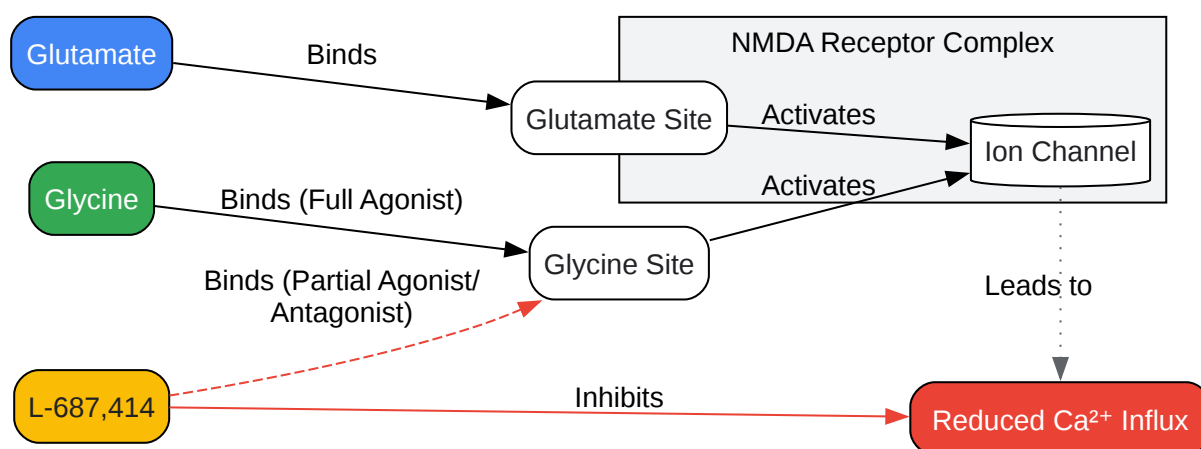 Glutamate
Binds
NMDA Receptor Complex
Glutamate Site
Activates
Ion Channel
Glycine
Binds (Full Agonist)
Activates
Glycine Site
Binds (Partial Agonist/
Antagonist)
Leads to
L-687,414
Inhibits
Reduced Ca²⁺ Influx